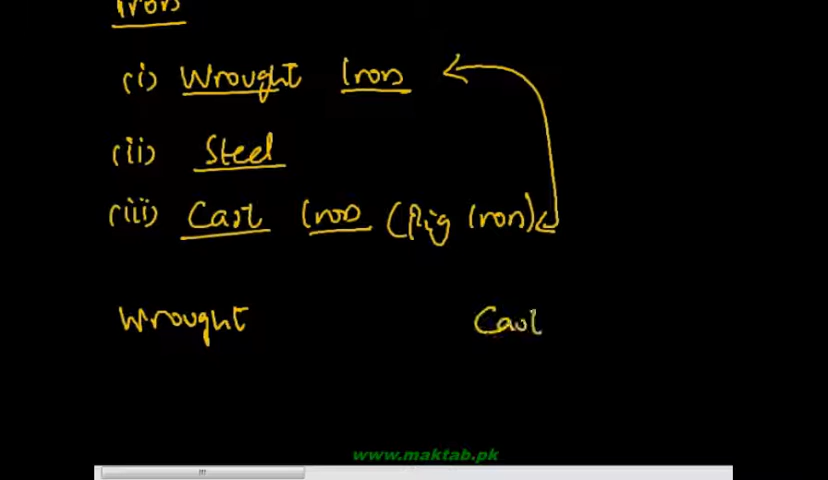 Iron
(i) Wrought Iron
(ii) Steel
(iii) Cast Iron (Pig Iron)
Wrought Cast
www.maktab.pk